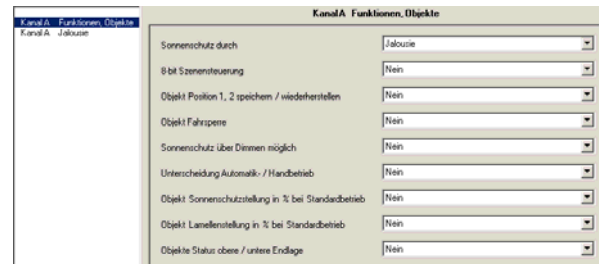 Kanal A Funktionen, Objekte
Kanal A Jalousie
Kanal A Funktionen, Objekte
Sonnenschutz durch Jalousie
8-bit Szenensteuerung Nein
Objekt Position 1, 2 speichern / wiederherstellen Nein
Objekt Fahrsperre Nein
Sonnenschutz über Dimmen möglich Nein
Unterscheidung Automatik- / Handbetrieb Nein
Objekt Sonnenschutzstellung in % bei Standardbetrieb Nein
Objekt Lamellenstellung in % bei Standardbetrieb Nein
Objekte Status obere / untere Endlage Nein